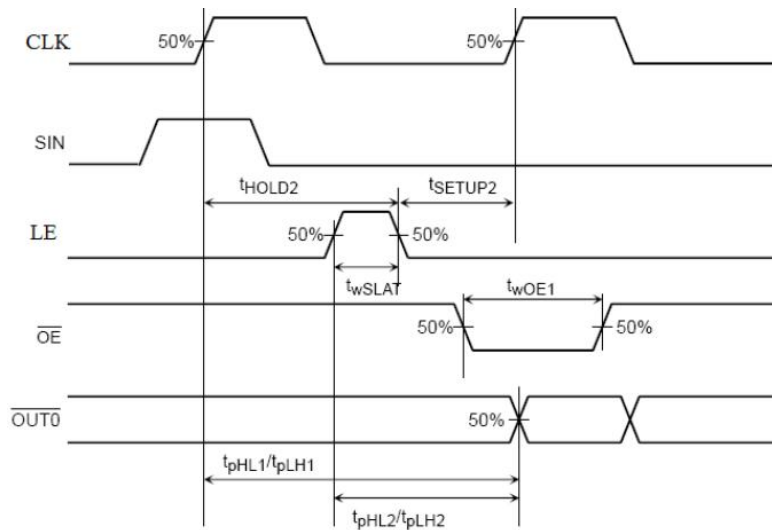 CLK
50%
50%
SIN
tHOLD2
tSETUP2
LE
50%
50%
twSLAT
twOE1
OE
50%
50%
OUT0
50%
tpHL1/tpLH1
tpHL2/tpLH2